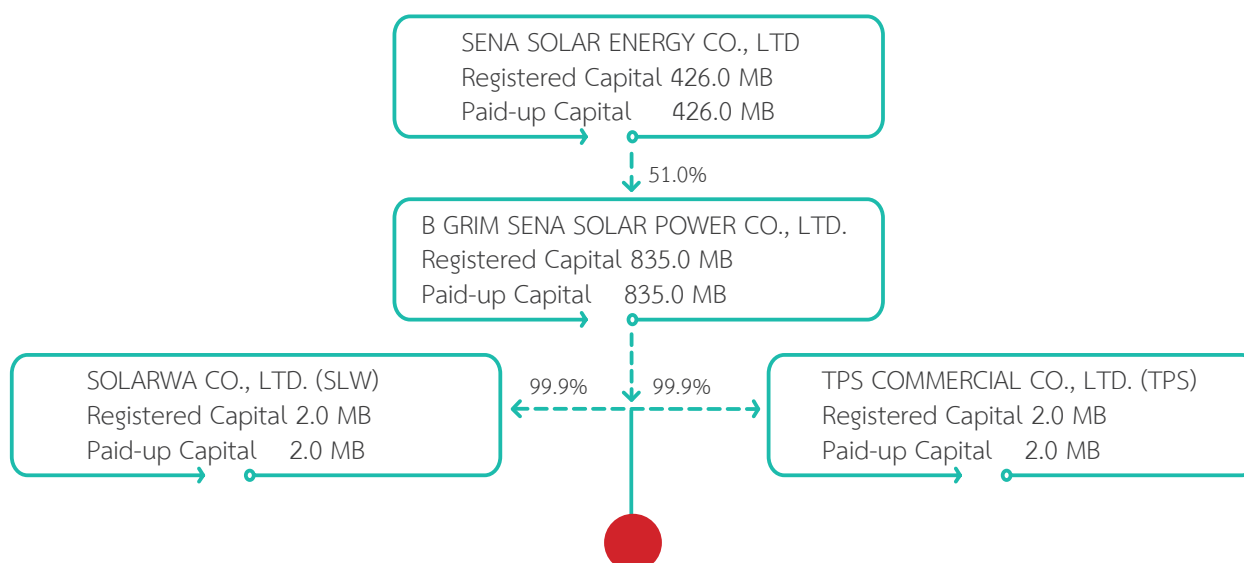 SENA SOLAR ENERGY CO., LTD
Registered Capital 426.0 MB
Paid-up Capital 426.0 MB
51.0%
B GRIM SENA SOLAR POWER CO., LTD.
Registered Capital 835.0 MB
Paid-up Capital 835.0 MB
99.9%
99.9%
SOLARWA CO., LTD. (SLW)
Registered Capital 2.0 MB
Paid-up Capital 2.0 MB
TPS COMMERCIAL CO., LTD. (TPS)
Registered Capital 2.0 MB
Paid-up Capital 2.0 MB